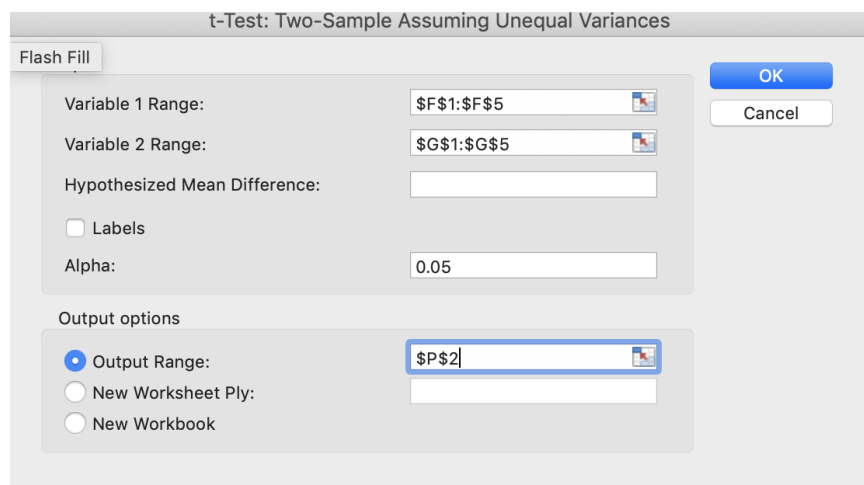 t-Test: Two-Sample Assuming Unequal Variances
Flash Fill
OK
Variable 1 Range: $F$1:$F$5
Cancel
Variable 2 Range: $G$1:$G$5
Hypothesized Mean Difference:
Labels
Alpha: 0.05
Output options
Output Range: $P$2
New Worksheet Ply:
New Workbook